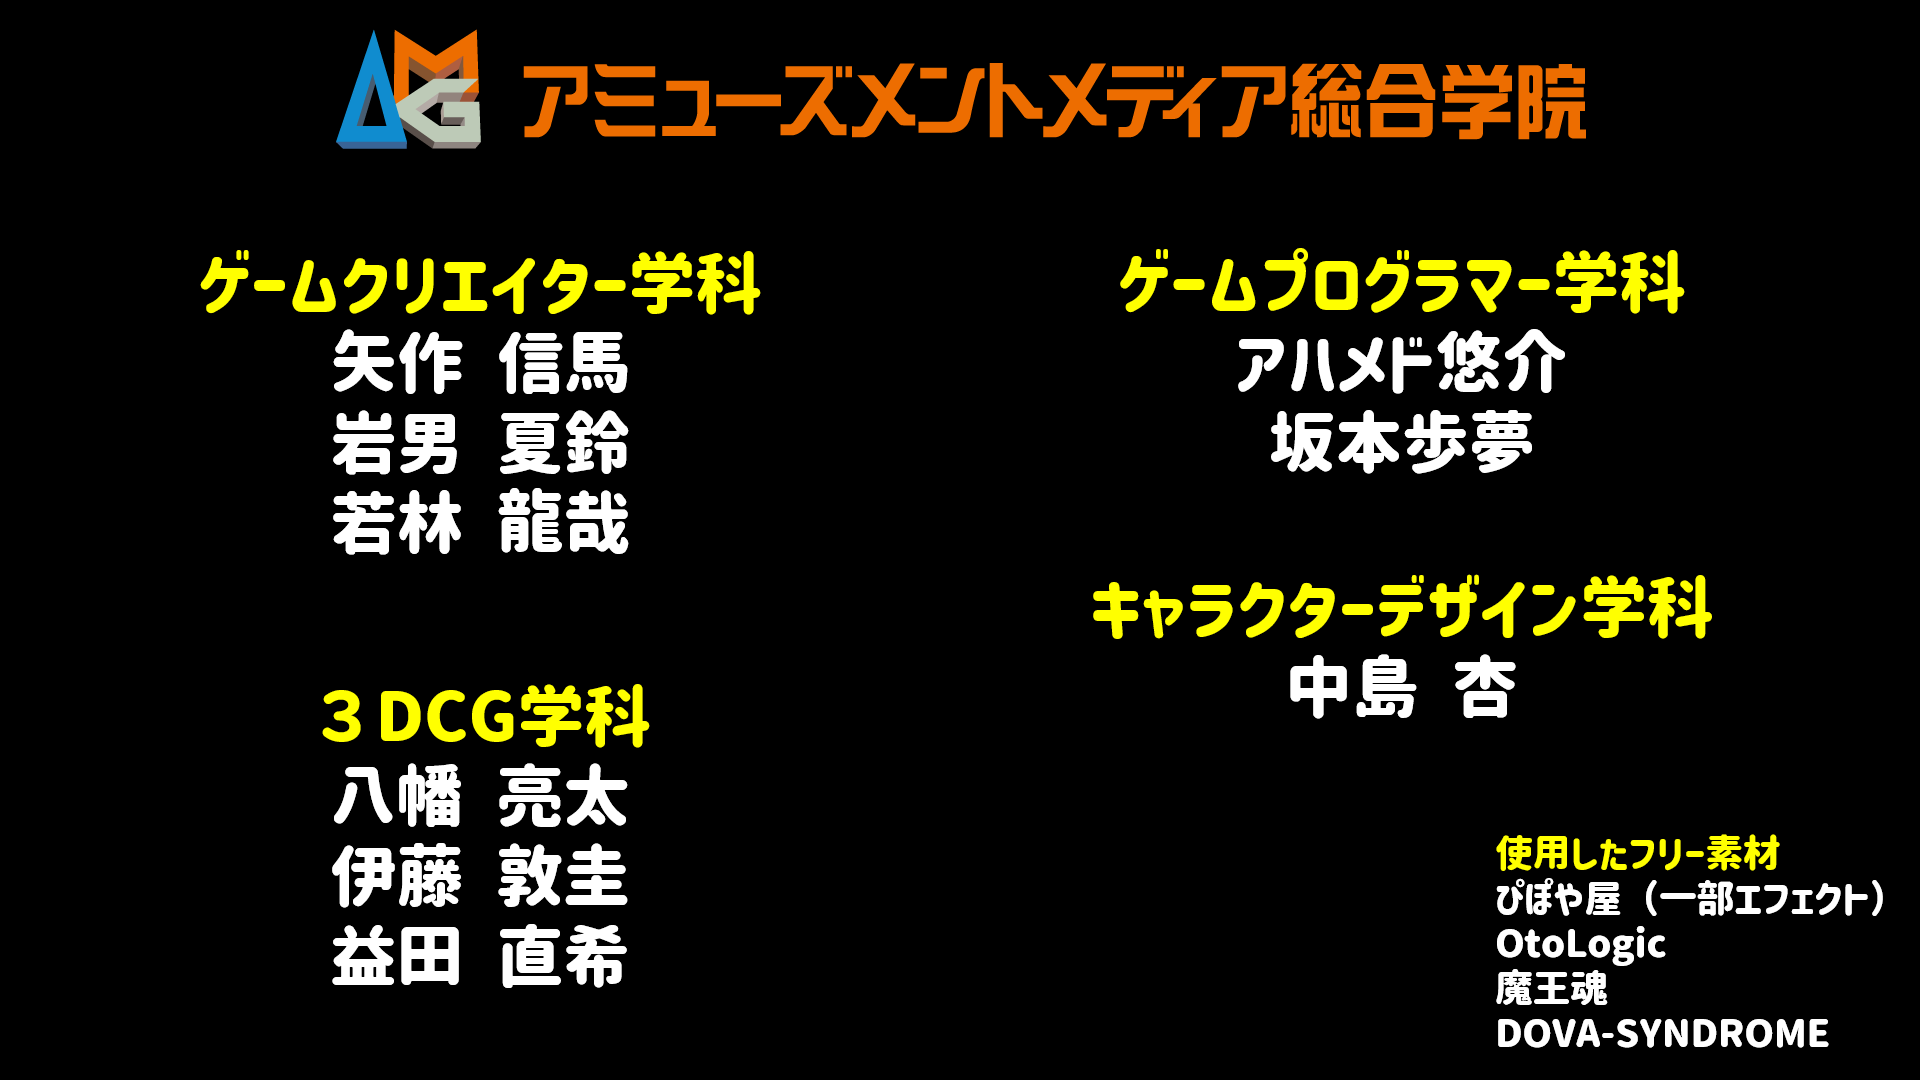 AMG アミューズメントメディア総合学院
ゲームクリエイター学科
矢作 信馬
岩男 夏鈴
若林 龍哉
３DCG学科
八幡 亮太
伊藤 敦圭
益田 直希
ゲームプログラマー学科
アハメド悠介
坂本歩夢
キャラクターデザイン学科
中島 杏
使用したフリー素材
ぴぽや屋（一部エフェクト）
OtoLogic
魔王魂
DOVA-SYNDROME